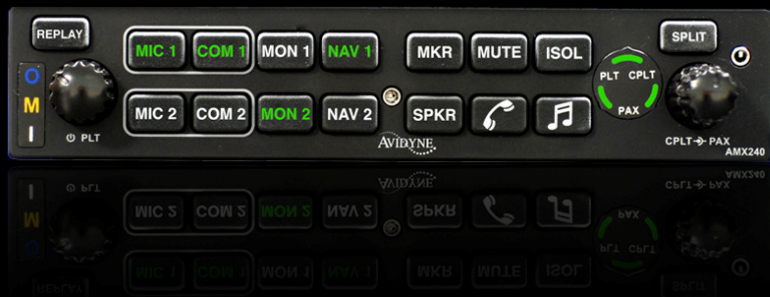 REPLAY
MIC 1 COM 1 MON 1 NAV 1 MKR MUTE ISOL SPLIT
O
M
I
PLT CPLT
PAX
MIC 2 COM 2 MON 2 NAV 2 SPKR
PLT
AVIDYNE
CPLT PAX
AMX240